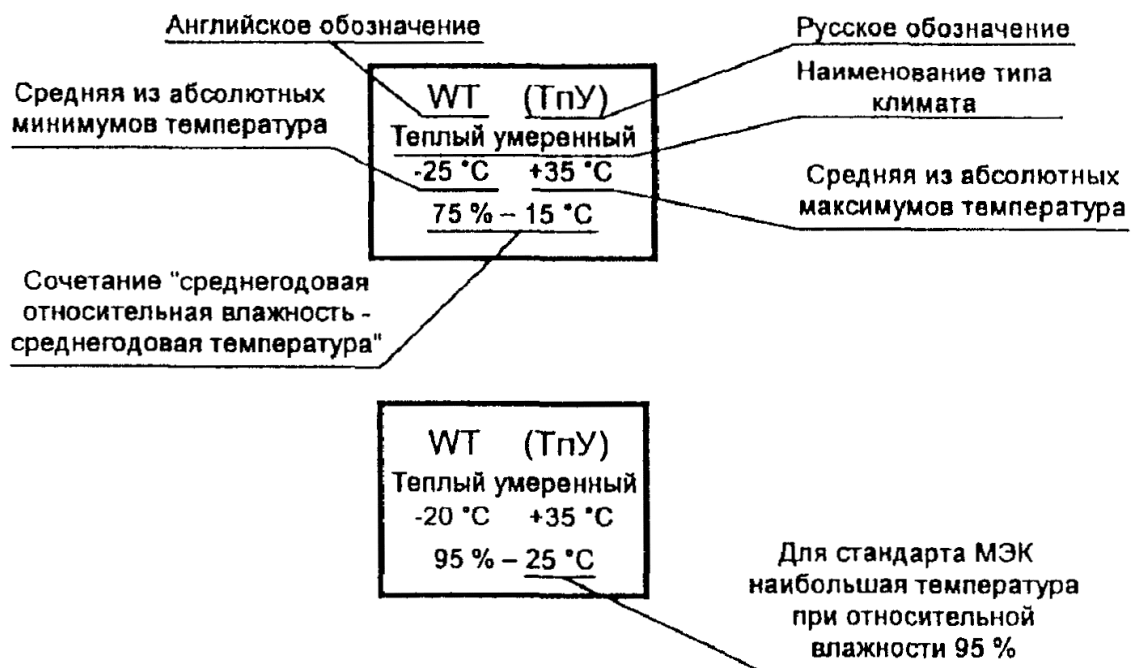 Английское обозначение
Русское обозначение
Наименование типа
климата
Средняя из абсолютных
минимумов температура
WT (ТпУ)
Теплый умеренный
-25 °C +35 °C
75 % – 15 °C
Средняя из абсолютных
максимумов температура
Сочетание "среднегодовая
относительная влажность -
среднегодовая температура"
WT (ТпУ)
Теплый умеренный
-20 °C +35 °C
95 % – 25 °C
Для стандарта МЭК
наибольшая температура
при относительной
влажности 95 %